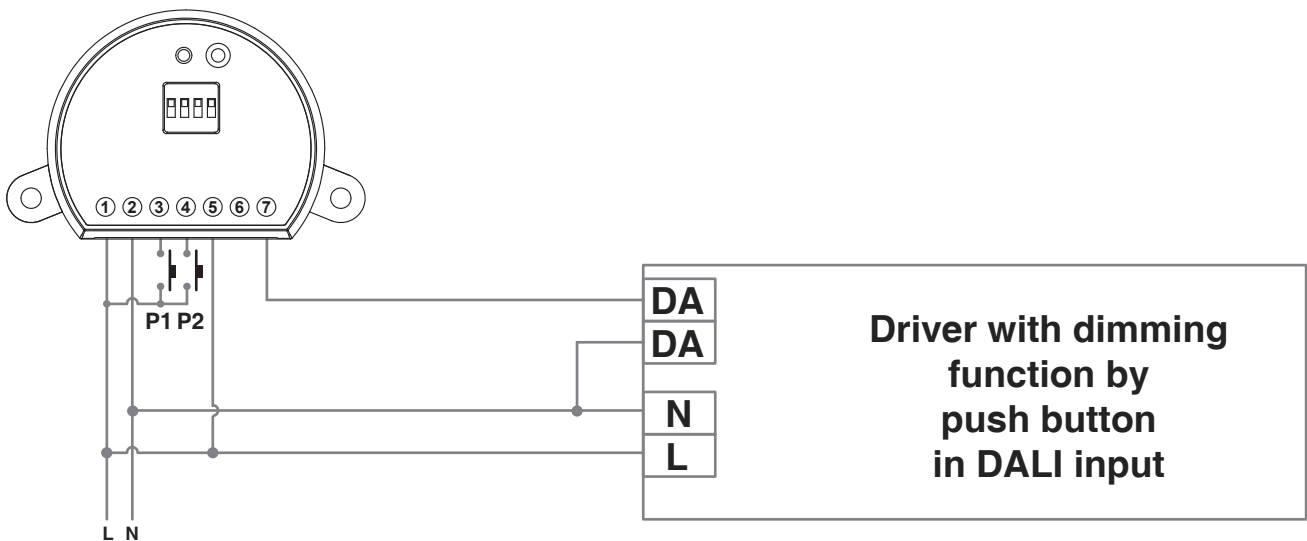 1 2 3 4 5 6 7
P1 P2
DA
DA
N
L
Driver with dimming
function by
push button
in DALI input
L N